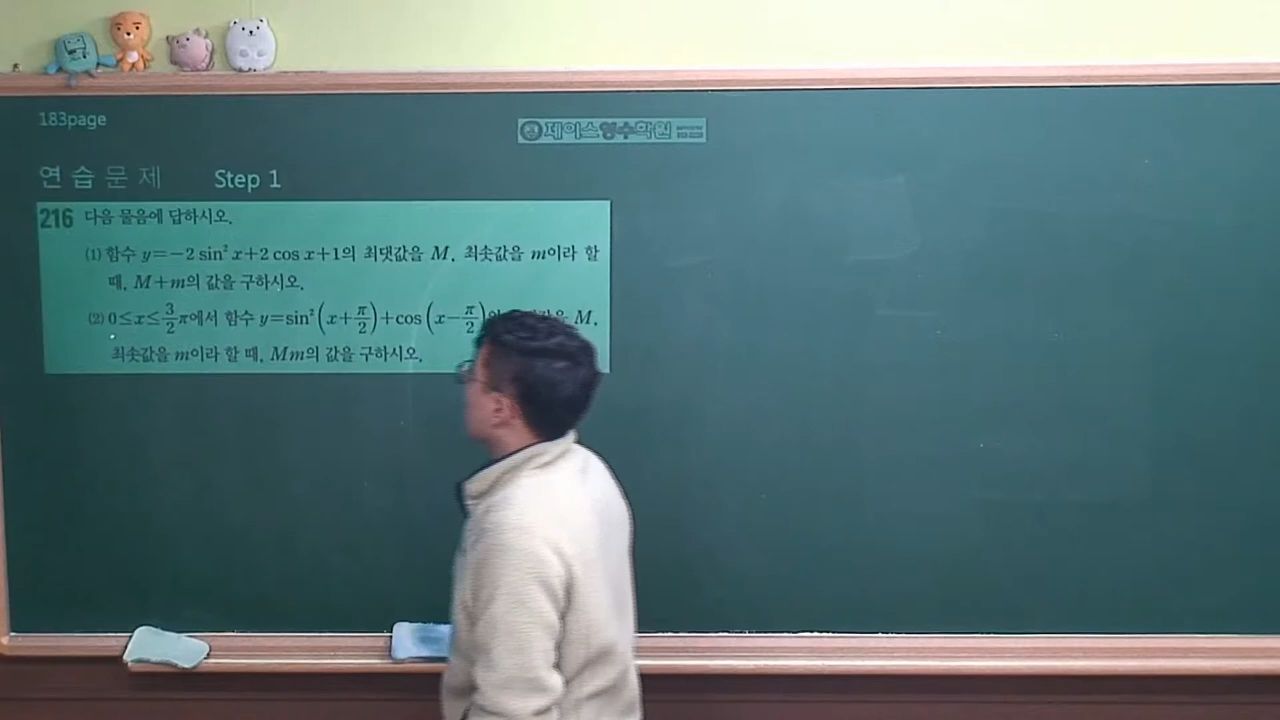 183page
제이스영수학원
연습문제 Step 1
216 다음 물음에 답하시오.
(1) 함수 y=-2 sin² x+2 cos x+1의 최댓값을 M, 최솟값을 m이라 할
때, M+m의 값을 구하시오.
(2) 0≤x≤3/2π에서 함수 y=sin²(x+π/2)+cos(x-π/2) M,
최솟값을 m이라 할 때, Mm의 값을 구하시오.